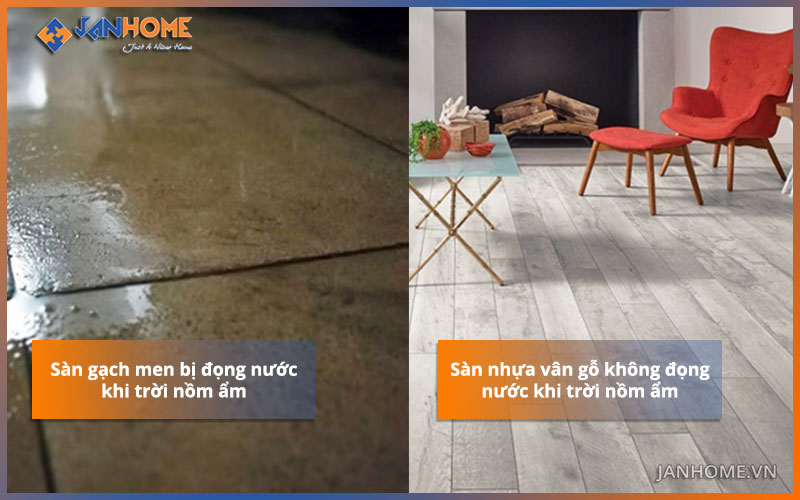 JANHOME
Just A Nicer Home
Sàn gạch men bị đọng nước
khi trời nồm ẩm
Sàn nhựa vân gỗ không đọng
nước khi trời nồm ẩm
JANHOME.VN